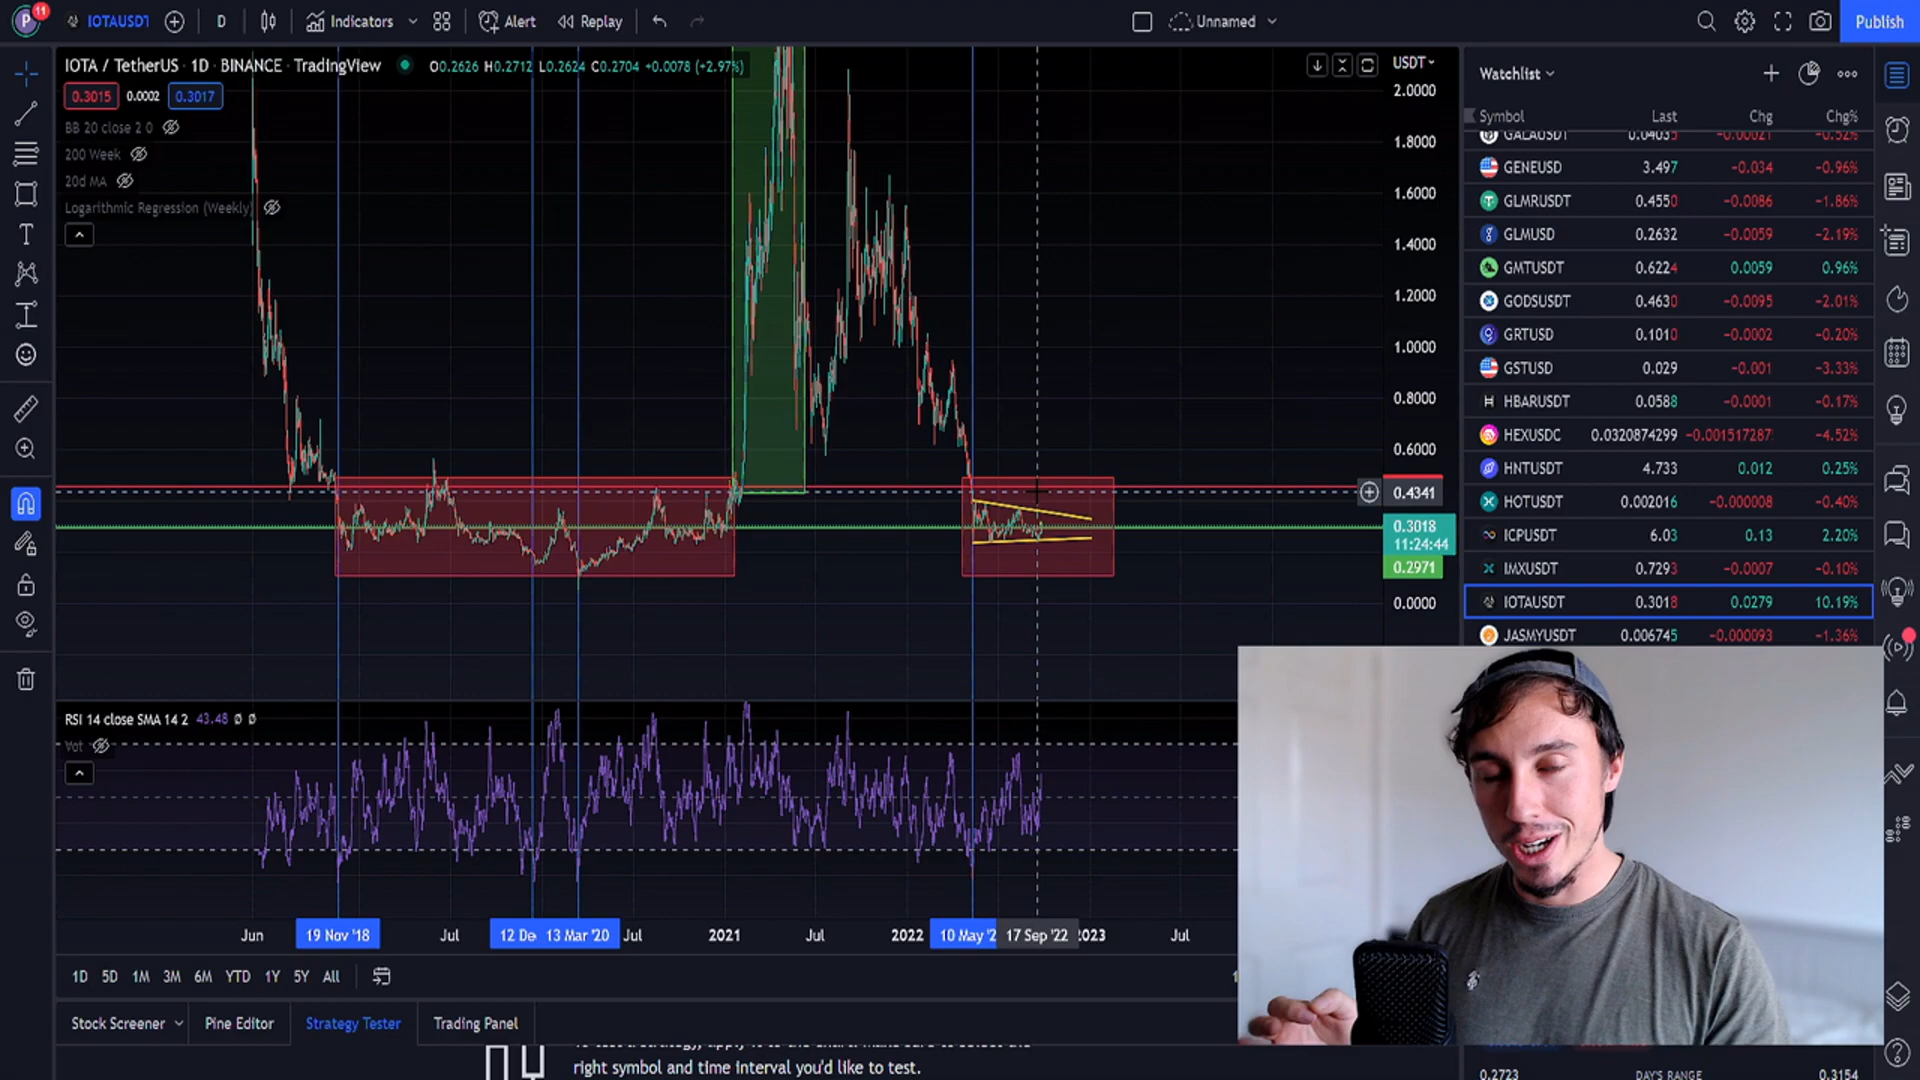 P 11 IOTAUSDT D Indicators Alert Replay Unnamed Publish
IOTA / TetherUS · 1D · BINANCE · TradingView O0.2626 H0.2712 L0.2624 C0.2704 +0.0078 (+2.97%)
0.3015 0.0002 0.3017
BB 20 close 2 0
200 Week
20d MA
Logarithmic Regression (Weekly)
USDT
2.0000
1.8000
1.6000
1.4000
1.2000
1.0000
0.8000
0.6000
0.4341
0.3018
11:24:44
0.2971
0.0000
RSI 14 close SMA 14 2 43.48 Ø Ø
Vol
Jun 19 Nov '18 Jul 12 De 13 Mar '20 Jul 2021 Jul 2022 10 May '2 17 Sep '22 2023 Jul
1D 5D 1M 3M 6M YTD 1Y 5Y All
Stock Screener Pine Editor Strategy Tester Trading Panel
right symbol and time interval you'd like to test.
Watchlist
Symbol Last Chg Chg%
GALAUSDT 0.04035 -0.00021 -0.52%
GENEUSD 3.497 -0.034 -0.96%
GLMRUSDT 0.4550 -0.0086 -1.86%
GLMUSD 0.2632 -0.0059 -2.19%
GMTUSDT 0.6224 0.0059 0.96%
GODSUSDT 0.4630 -0.0095 -2.01%
GRTUSD 0.1010 -0.0002 -0.20%
GSTUSD 0.029 -0.001 -3.33%
HBARUSDT 0.0588 -0.0001 -0.17%
HEXUSDC 0.0320874299 -0.001517287 -4.52%
HNTUSDT 4.733 0.012 0.25%
HOTUSDT 0.002016 -0.000008 -0.40%
ICPUSDT 6.03 0.13 2.20%
IMXUSDT 0.7293 -0.0007 -0.10%
IOTAUSDT 0.3018 0.0279 10.19%
JASMYUSDT 0.006745 -0.000093 -1.36%
0.2723 DAY'S RANGE 0.3154